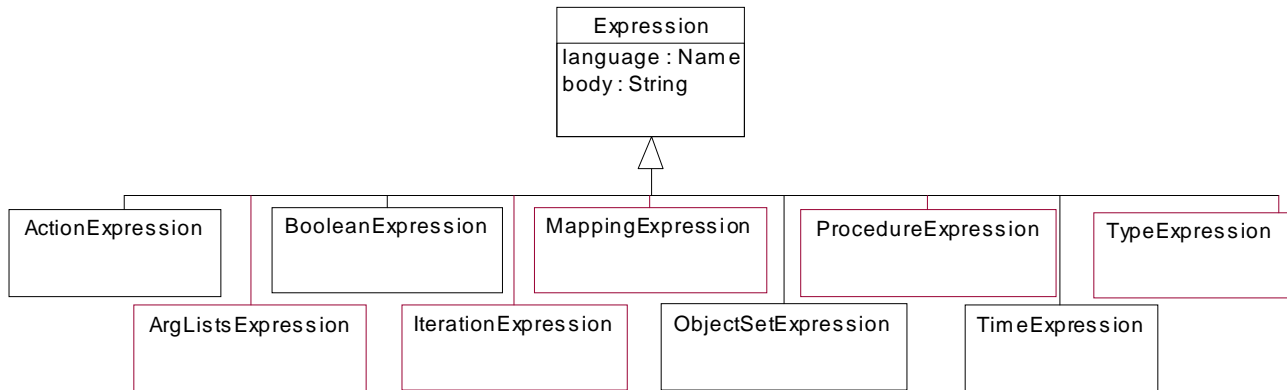 Expression
language : Name
body : String
ActionExpression
BooleanExpression
MappingExpression
ProcedureExpression
TypeExpression
ArgListsExpression
IterationExpression
ObjectSetExpression
TimeExpression